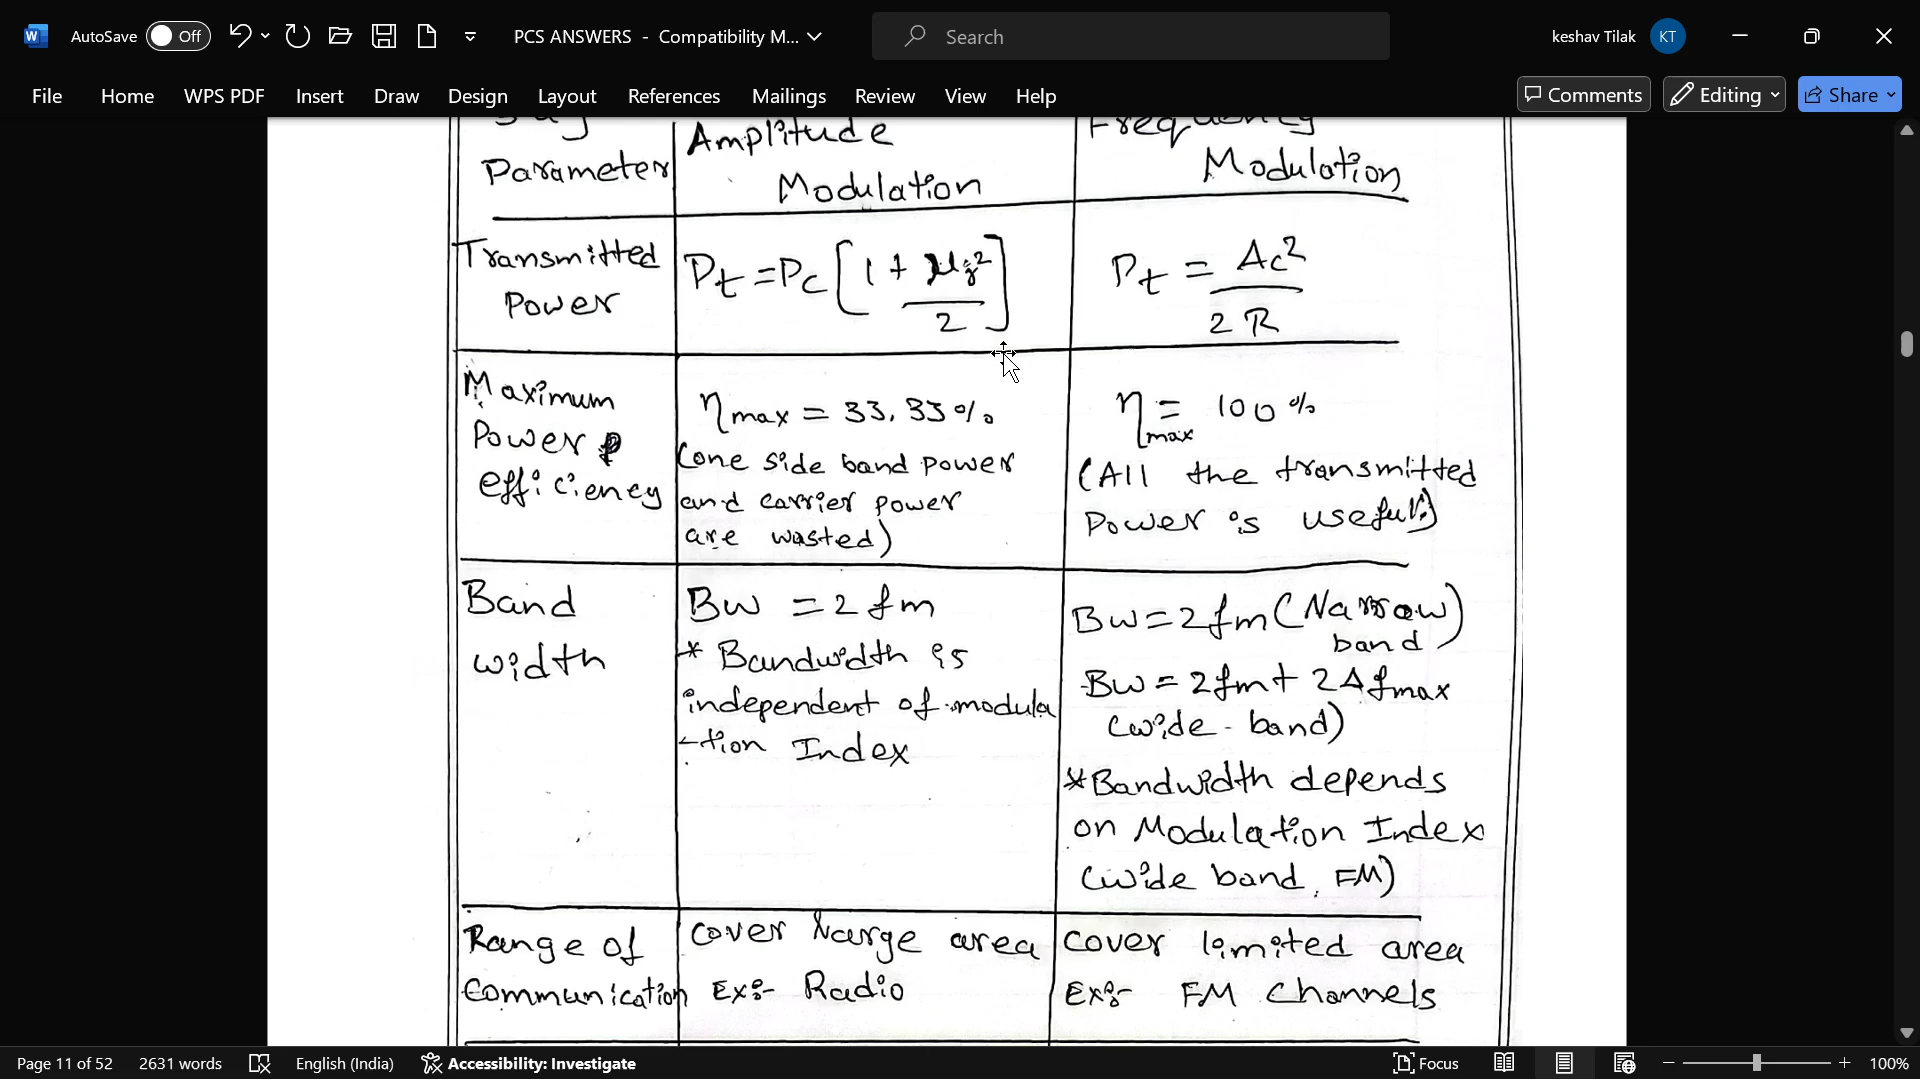 AutoSave Off PCS ANSWERS - Compatibility M... Search keshav Tilak KT
File Home WPS PDF Insert Draw Design Layout References Mailings Review View Help Comments Editing Share
Parameter
Amplitude
Modulation
Frequency
Modulation
Transmitted
Power
Pt = Pc [1 + μ²/2]
Pt = Ac²/2R
Maximum
Power
efficiency
ηmax = 33.33%
(one side band power
and carrier power
are wasted)
ηmax = 100%
(All the transmitted
Power is useful)
Band
width
BW = 2fm
* Bandwidth is
independent of modula
-tion Index
BW = 2fm (Narrow
band)
BW = 2fm + 2Δfmax
(wide-band)
*Bandwidth depends
on Modulation Index
(wide band, FM)
Range of
Communication
Cover large area
Ex:- Radio
Cover limited area
Ex:- FM Channels
Page 11 of 52 2631 words English (India) Accessibility: Investigate Focus 100%